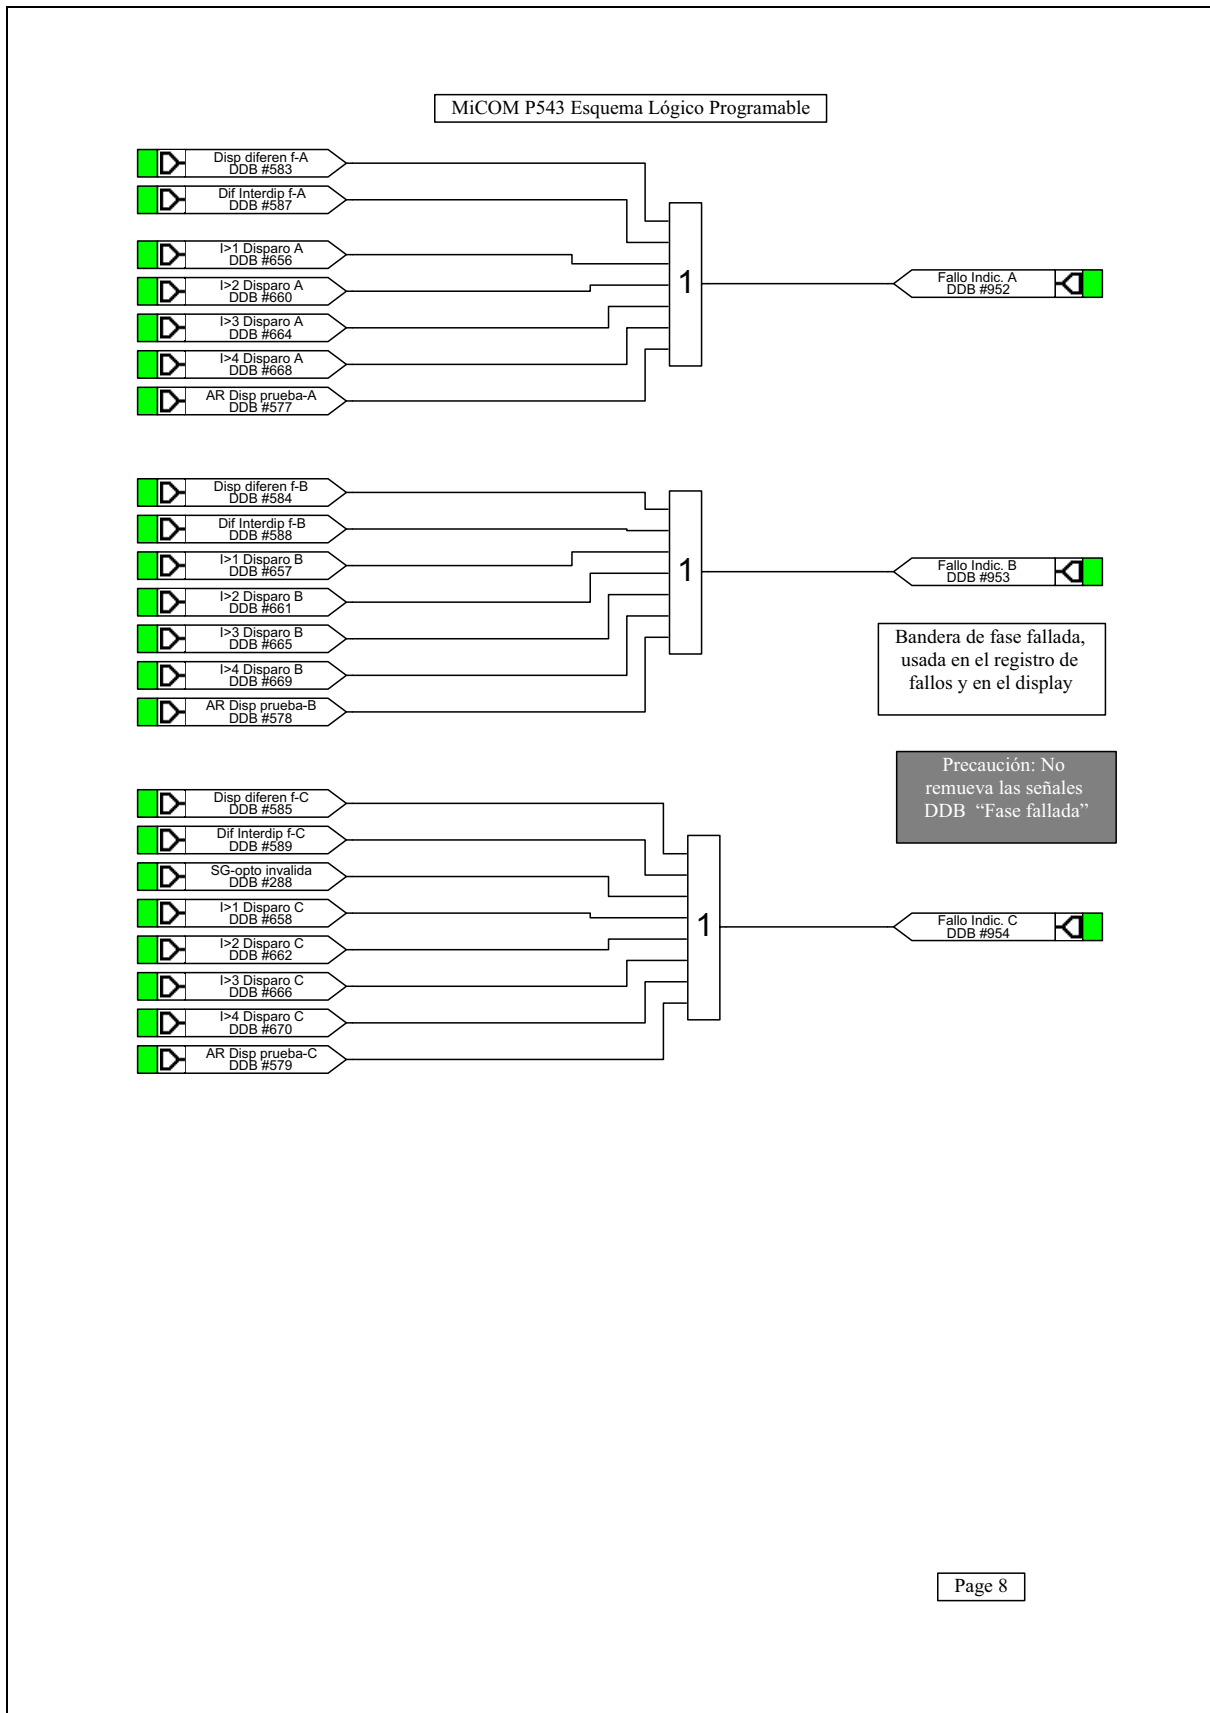 MiCOM P543 Esquema Lógico Programable
Disp diferen f-A
DDB #583
Dif Interdip f-A
DDB #587
I>1 Disparo A
DDB #656
I>2 Disparo A
DDB #660
I>3 Disparo A
DDB #664
I>4 Disparo A
DDB #668
AR Disp prueba-A
DDB #577
1
Fallo Indic. A
DDB #952
Disp diferen f-B
DDB #584
Dif Interdip f-B
DDB #588
I>1 Disparo B
DDB #657
I>2 Disparo B
DDB #661
I>3 Disparo B
DDB #665
I>4 Disparo B
DDB #669
AR Disp prueba-B
DDB #578
1
Fallo Indic. B
DDB #953
Bandera de fase fallada,
usada en el registro de
fallos y en el display
Precaución: No
remueva las señales
DDB “Fase fallada”
Disp diferen f-C
DDB #585
Dif Interdip f-C
DDB #589
SG-opto invalida
DDB #288
I>1 Disparo C
DDB #658
I>2 Disparo C
DDB #662
I>3 Disparo C
DDB #666
I>4 Disparo C
DDB #670
AR Disp prueba-C
DDB #579
1
Fallo Indic. C
DDB #954
Page 8